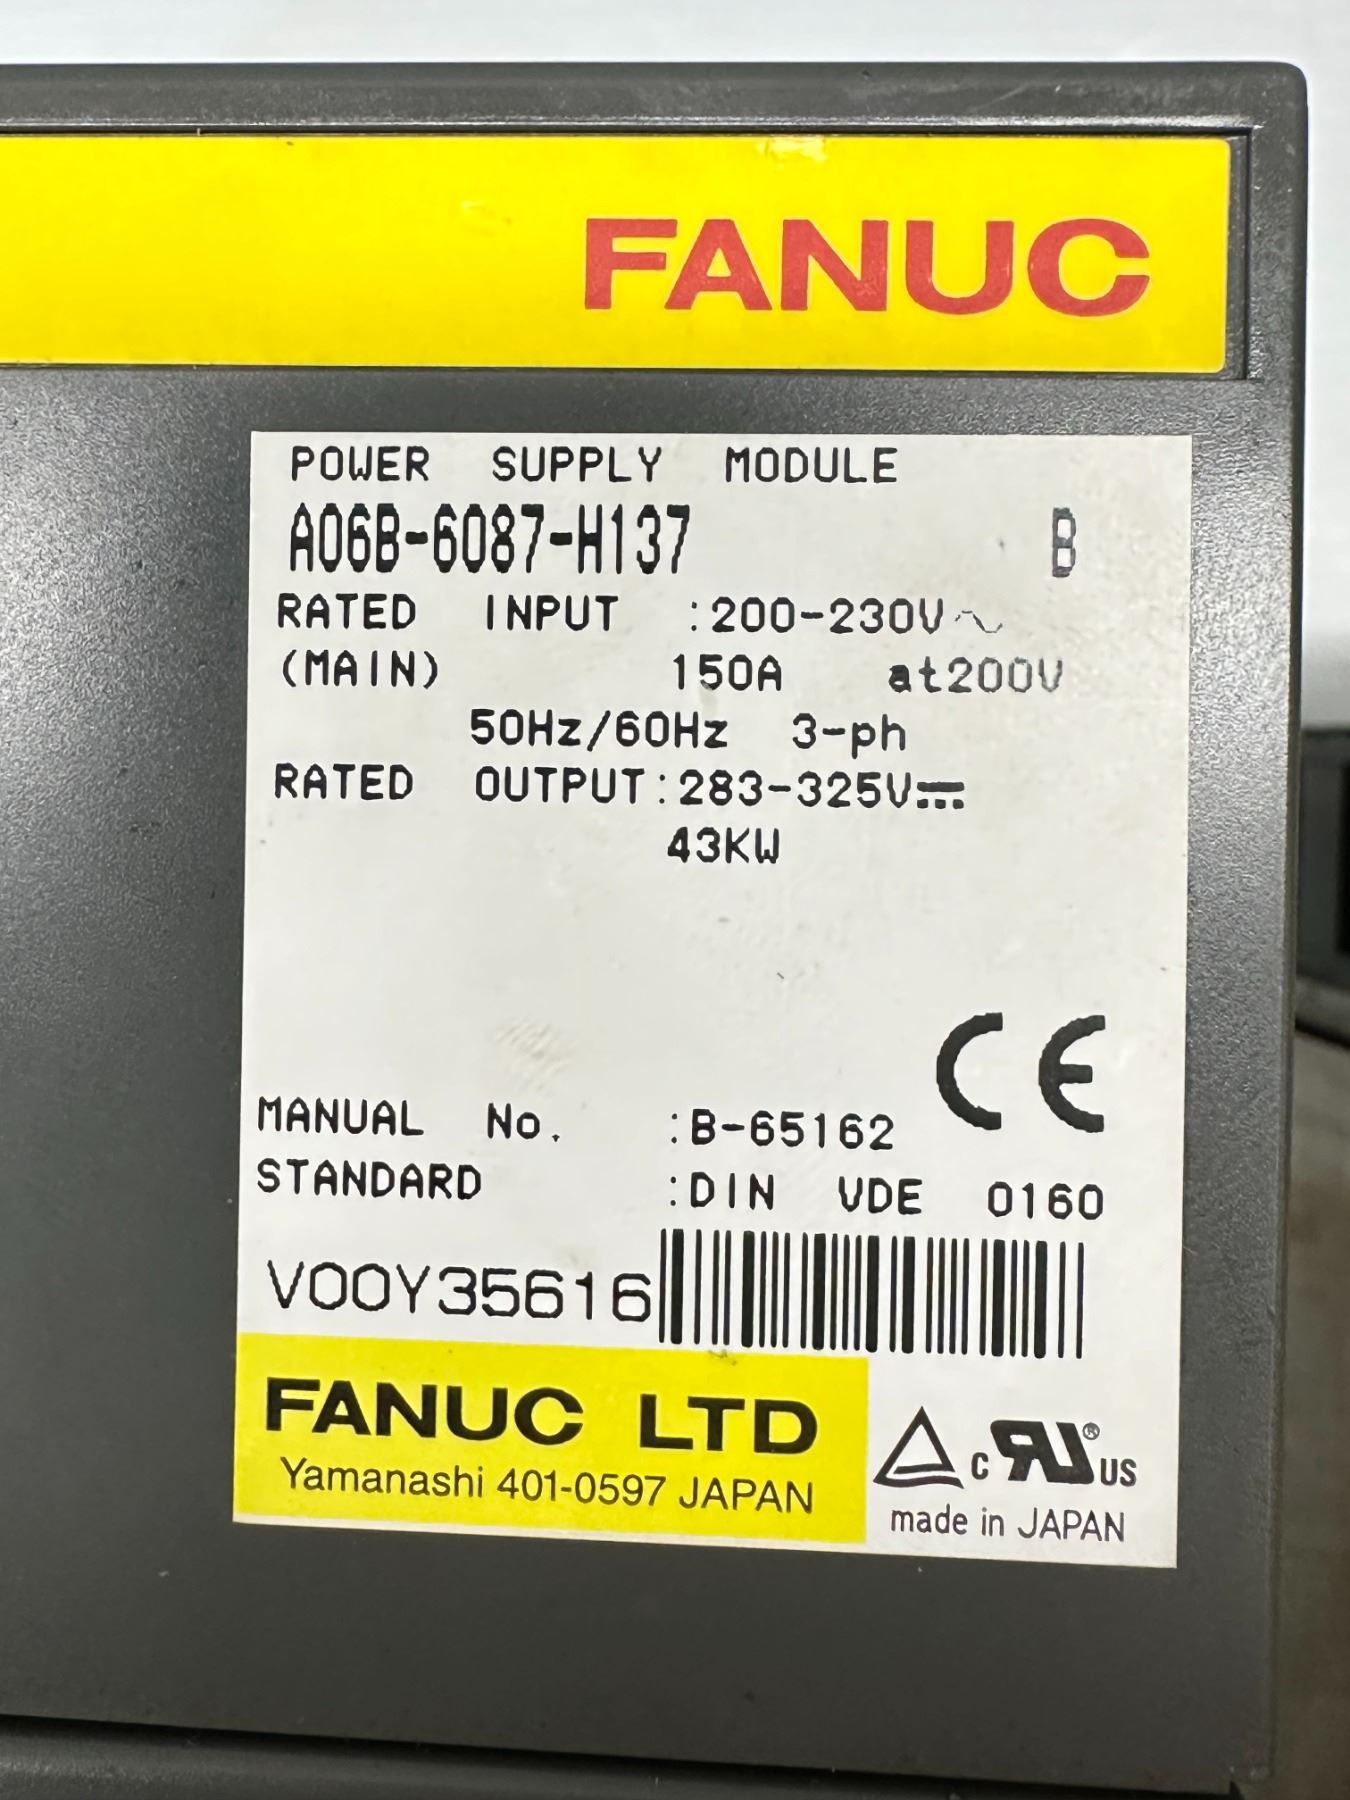 FANUC
POWER SUPPLY MODULE
A06B-6087-H137 B
RATED INPUT :200-230V~
(MAIN) 150A at200V
50Hz/60Hz 3-ph
RATED OUTPUT:283-325V⎓
43KW
CE
MANUAL No. :B-65162
STANDARD :DIN VDE 0160
V00Y35616
FANUC LTD
Yamanashi 401-0597 JAPAN
c RU® US
made in JAPAN